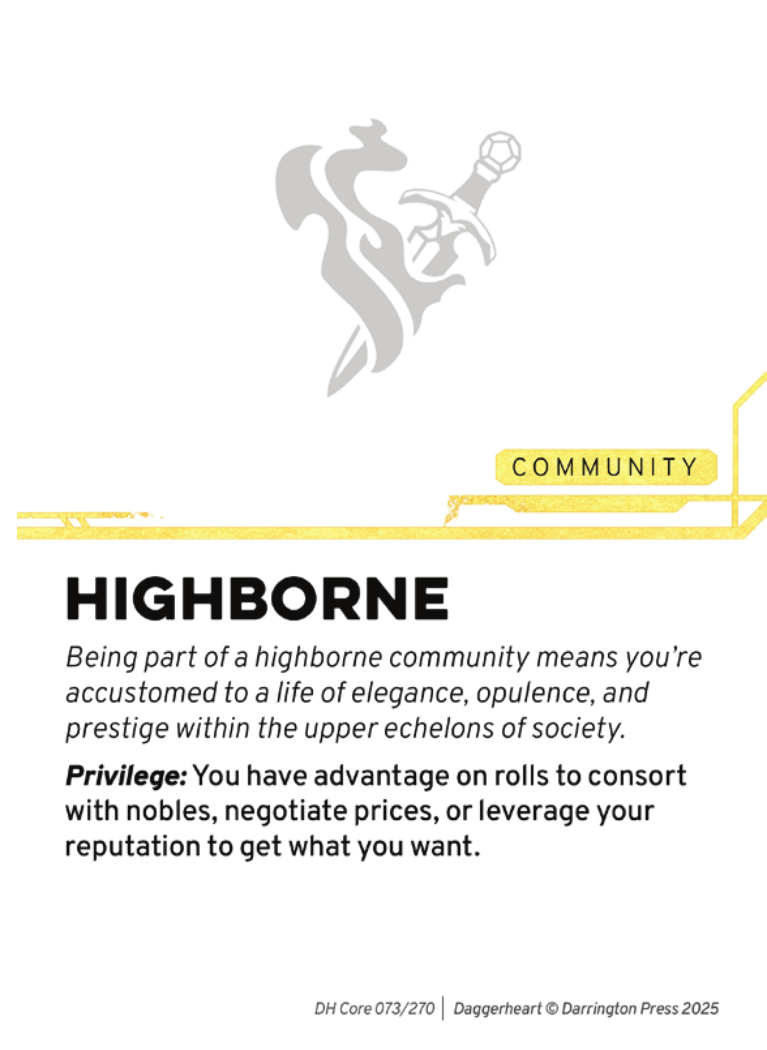 COMMUNITY
HIGHBORNE
Being part of a highborne community means you’re
accustomed to a life of elegance, opulence, and
prestige within the upper echelons of society.
Privilege: You have advantage on rolls to consort
with nobles, negotiate prices, or leverage your
reputation to get what you want.
DH Core 073/270 | Daggerheart © Darrington Press 2025